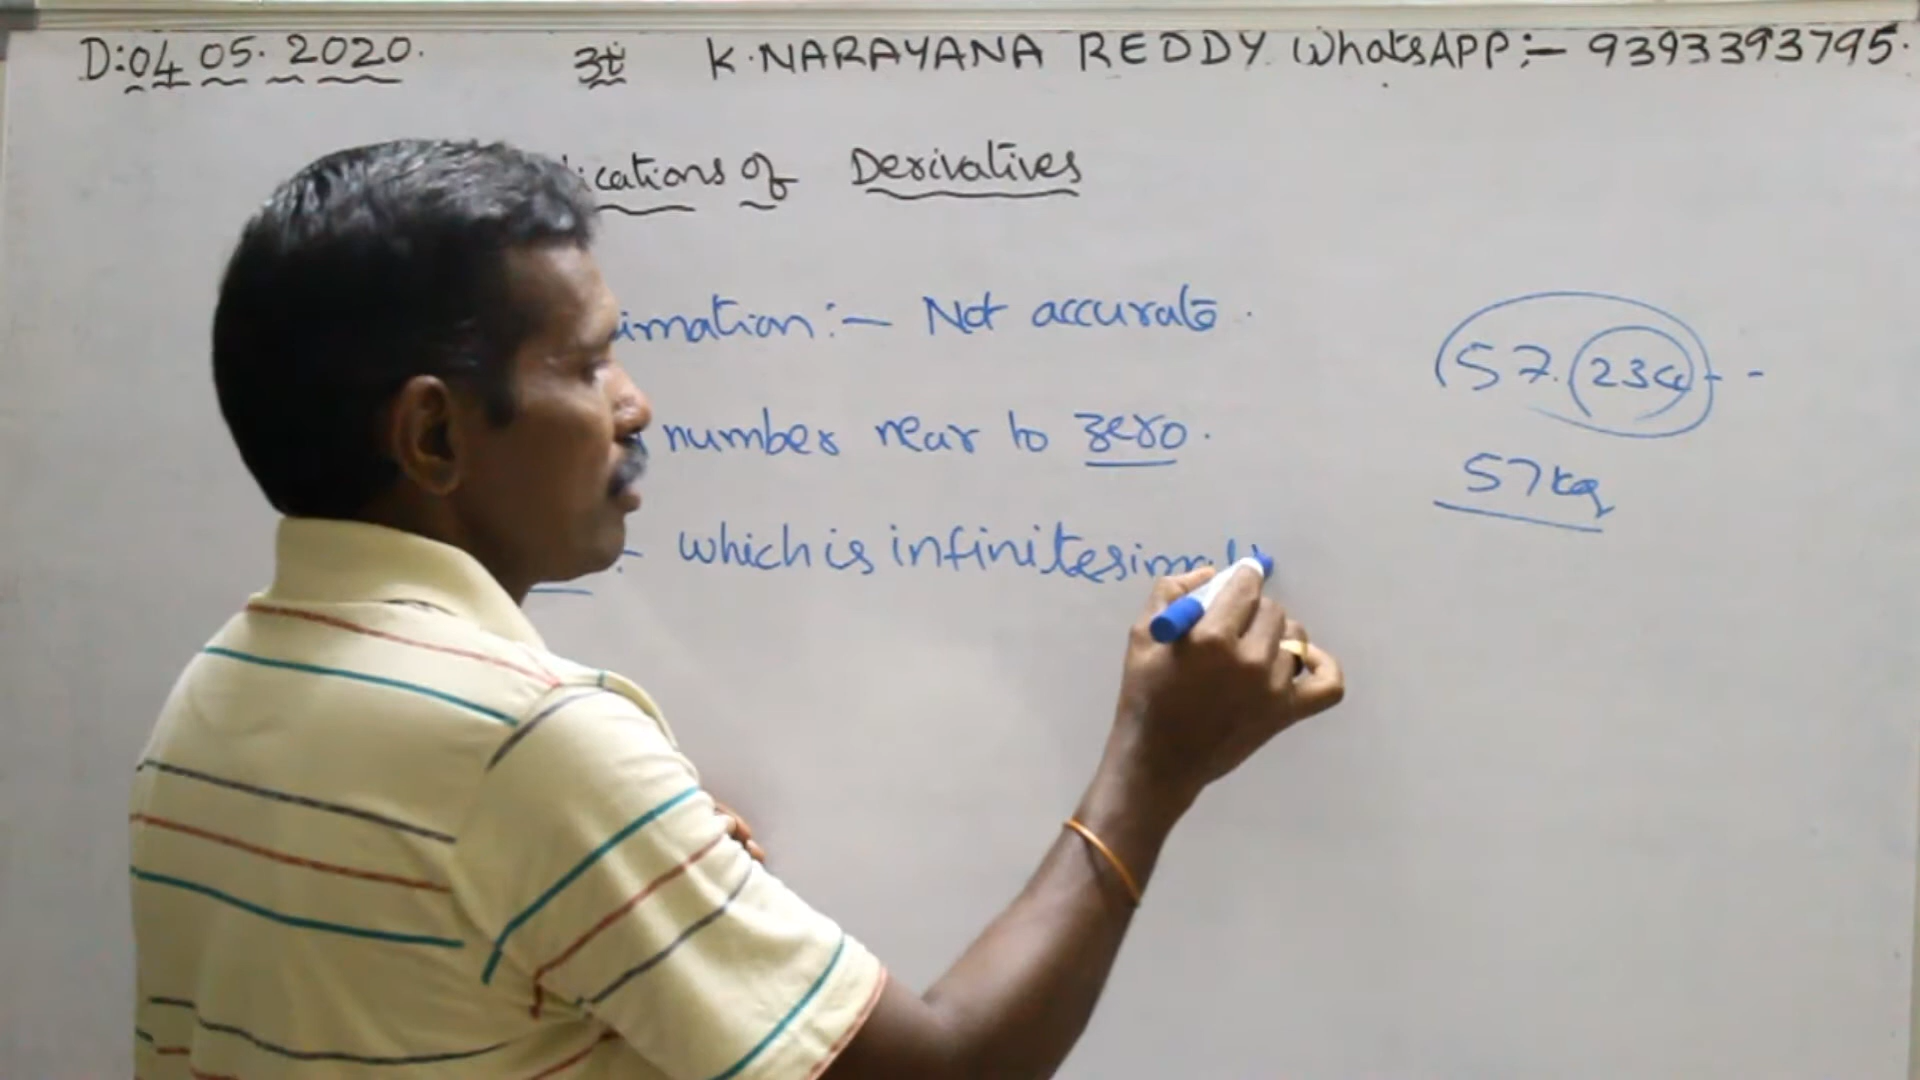 D:04 05. 2020. K.NARAYANA REDDY WhatsAPP:- 9393393795.
ications of Derivatives
imation:- Not accurate.
57.234--
number near to zero.
57kg
:- which is infinitesimal